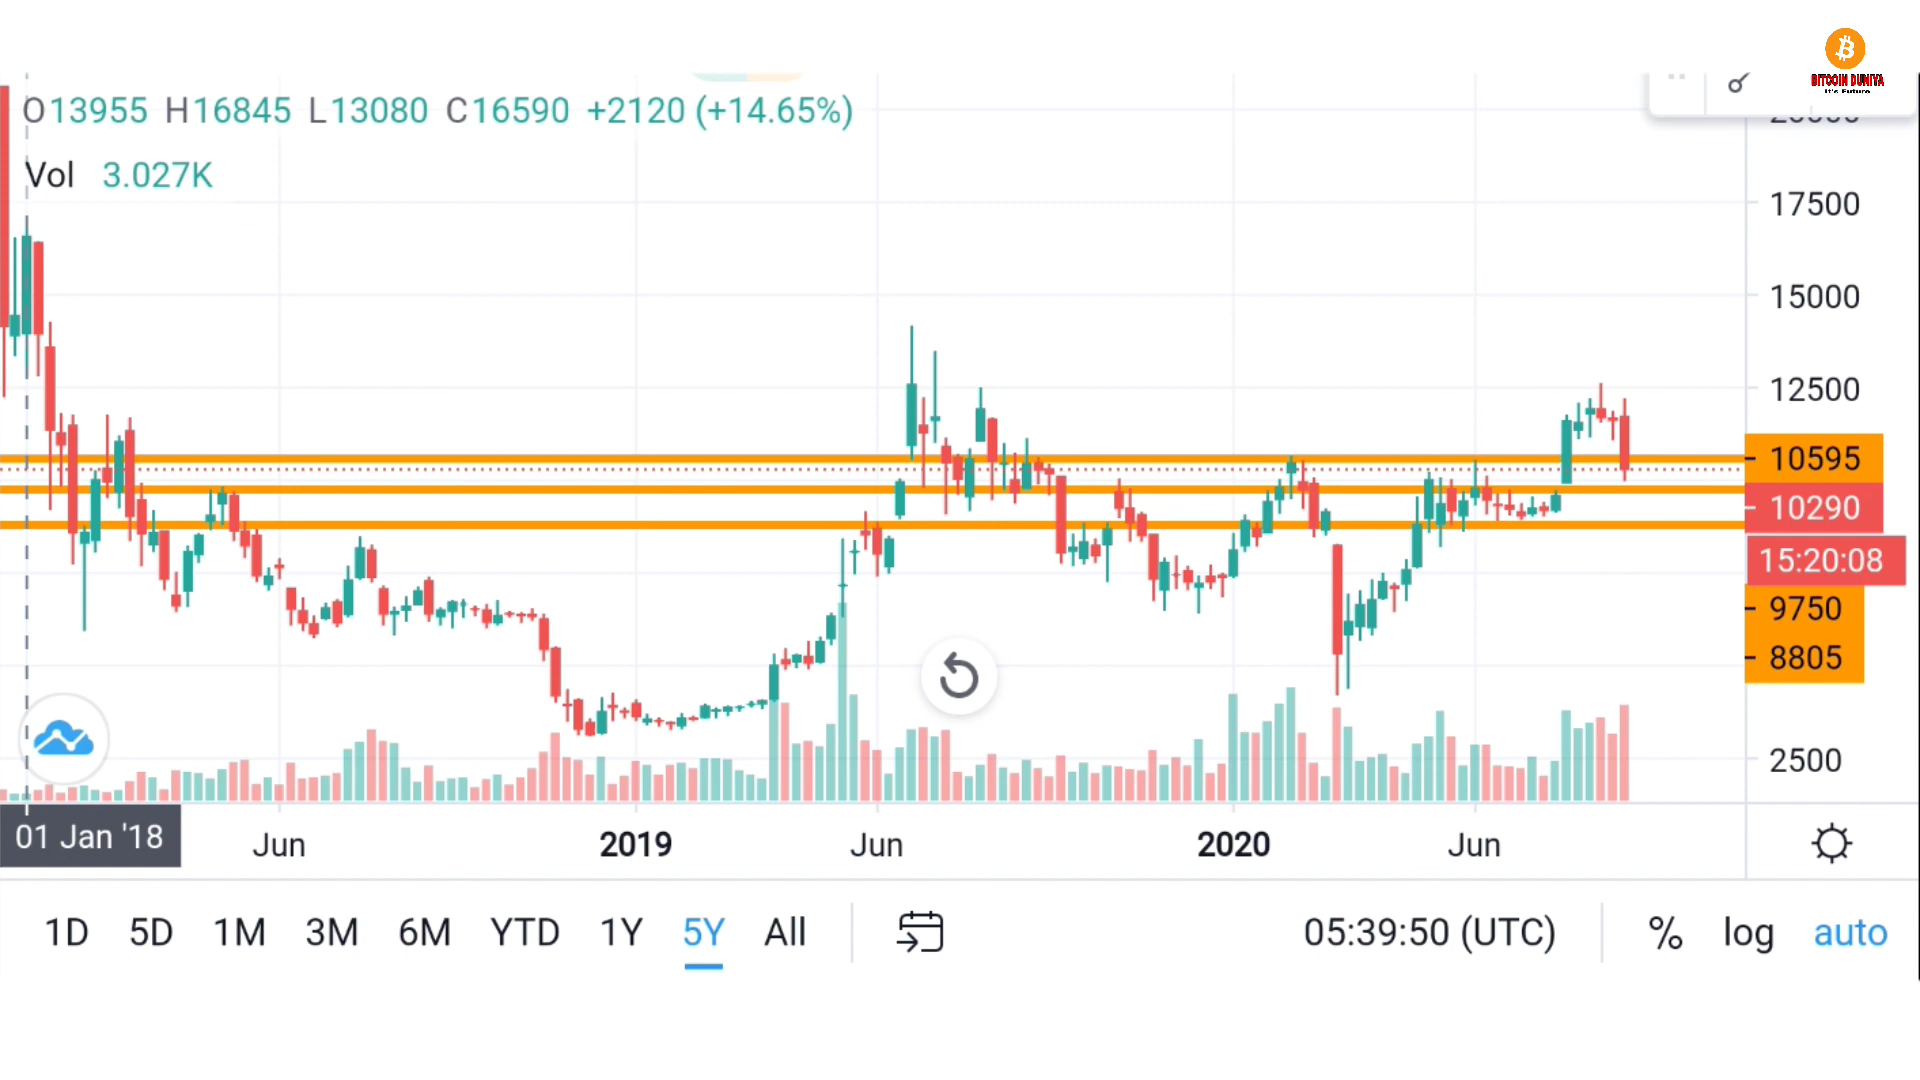 BITCOIN DUNIYA
It's Future
O13955 H16845 L13080 C16590 +2120 (+14.65%)
Vol 3.027K
17500
15000
12500
10595
10290
15:20:08
9750
8805
2500
01 Jan '18 Jun 2019 Jun 2020 Jun
1D 5D 1M 3M 6M YTD 1Y 5Y All 05:39:50 (UTC) % log auto